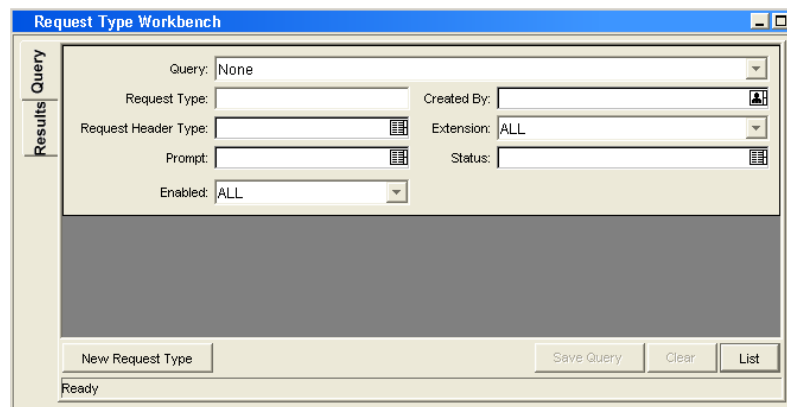 Request Type Workbench
Query
Results
Query: None
Request Type: Created By:
Request Header Type: Extension: ALL
Prompt: Status:
Enabled: ALL
New Request Type Save Query Clear List
Ready